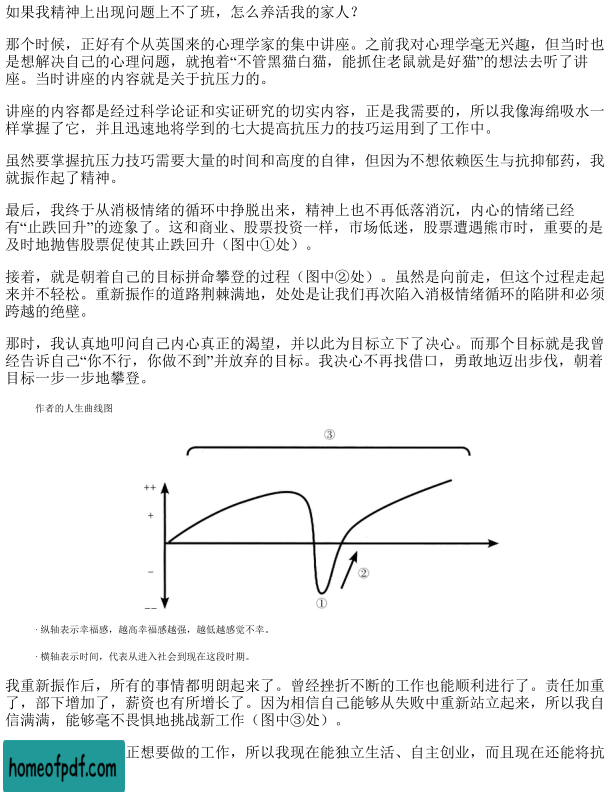 如果我精神上出现问题上不了班，怎么养活我的家人？
那个时候，正好有个从英国来的心理学家的集中讲座。之前我对心理学毫无兴趣，但当时也
是想解决自己的心理问题，就抱着“不管黑猫白猫，能抓住老鼠就是好猫”的想法去听了讲
座。当时讲座的内容就是关于抗压力的。
讲座的内容都是经过科学论证和实证研究的切实内容，正是我需要的，所以我像海绵吸水一
样掌握了它，并且迅速地将学到的七大提高抗压力的技巧运用到了工作中。
虽然要掌握抗压力技巧需要大量的时间和高度的自律，但因为不想依赖医生与抗抑郁药，我
就振作起了精神。
最后，我终于从消极情绪的循环中挣脱出来，精神上也不再低落消沉，内心的情绪已经
有“止跌回升”的迹象了。这和商业、股票投资一样，市场低迷，股票遭遇熊市时，重要的是
及时地抛售股票促使其止跌回升（图中①处）。
接着，就是朝着自己的目标拼命攀登的过程（图中②处）。虽然是向前走，但这个过程走起
来并不轻松。重新振作的道路荆棘满地，处处是让我们再次陷入消极情绪循环的陷阱和必须
跨越的绝壁。
那时，我认真地叩问自己内心真正的渴望，并以此为目标立下了决心。而那个目标就是我曾
经告诉自己“你不行，你做不到”并放弃的目标。我决心不再找借口，勇敢地迈出步伐，朝着
目标一步一步地攀登。
作者的人生曲线图
③
++
+
−
②
①
−−
· 纵轴表示幸福感，越高幸福感越强，越低越感觉不幸。
· 横轴表示时间，代表从进入社会到现在这段时期。
我重新振作后，所有的事情都明朗起来了。曾经挫折不断的工作也能顺利进行了。责任加重
了，部下增加了，薪资也有所增长了。因为相信自己能够从失败中重新站立起来，所以我自
信满满，能够毫不畏惧地挑战新工作（图中③处）。
正想要做的工作，所以我现在能独立生活、自主创业，而且现在还能将抗
homeofpdf.com